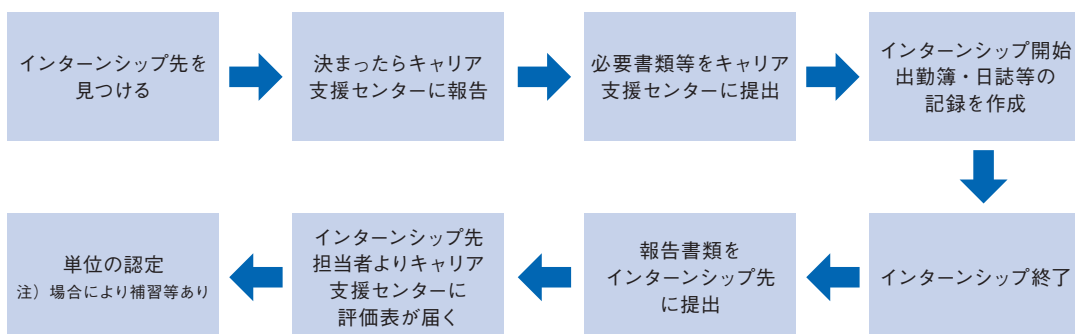 インターンシップ先を
見つける
決まったらキャリア
支援センターに報告
必要書類等をキャリア
支援センターに提出
インターンシップ開始
出勤簿・日誌等の
記録を作成
インターンシップ終了
報告書類を
インターンシップ先
に提出
インターンシップ先
担当者よりキャリア
支援センターに
評価表が届く
単位の認定
注）場合により補習等あり